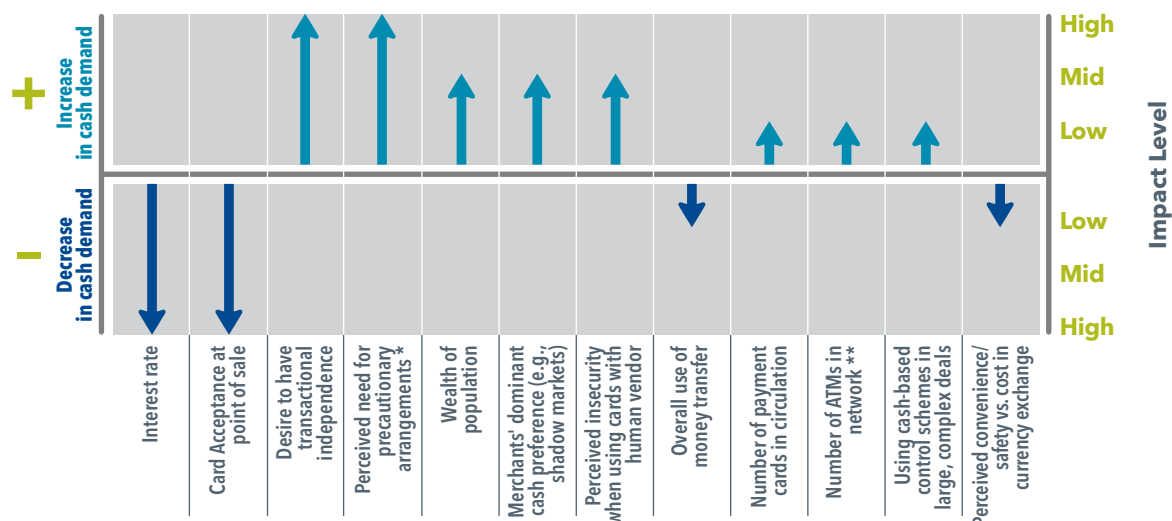 +
Increase
in cash demand
–
Decrease
in cash demand
High
Mid
Low
Low
Mid
High
Impact Level
Interest rate
Card Acceptance at
point of sale
Desire to have
transactional
independence
Perceived need for
precautionary
arrangements *
Wealth of
population
Merchants' dominant
cash preference (e.g.,
shadow markets)
Perceived insecurity
when using cards with
human vendor
Overall use of
money transfer
Number of payment
cards in circulation
Number of ATMs in
network **
Using cash-based
control schemes in
large, complex deals
Perceived convenience/
safety vs. cost in
currency exchange